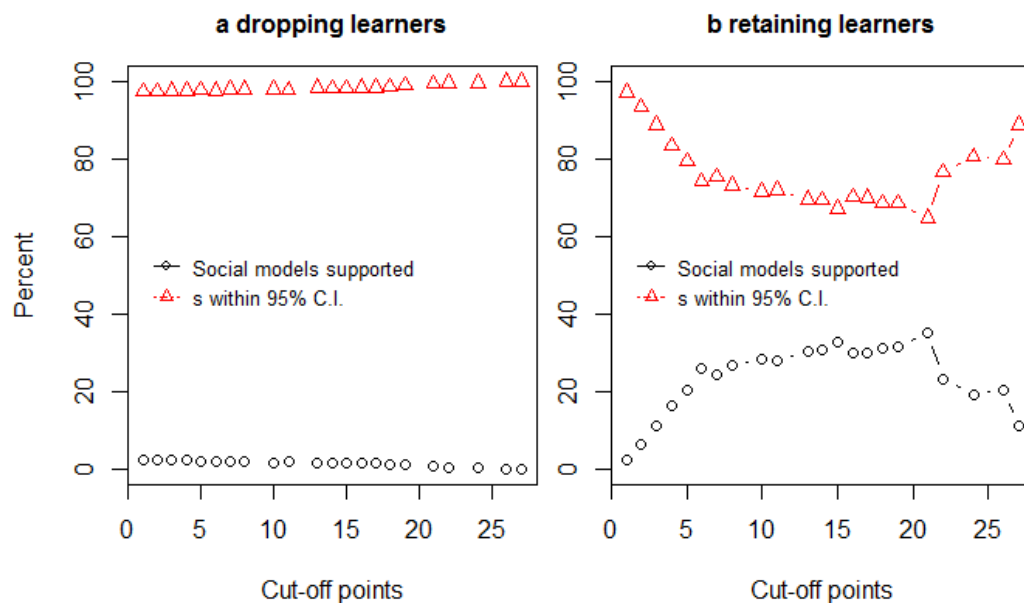 a dropping learners
b retaining learners
Percent
100
80
60
40
20
0
Social models supported
s within 95% C.I.
0 5 10 15 20 25
Cut-off points
100
80
60
40
20
0
Social models supported
s within 95% C.I.
0 5 10 15 20 25
Cut-off points